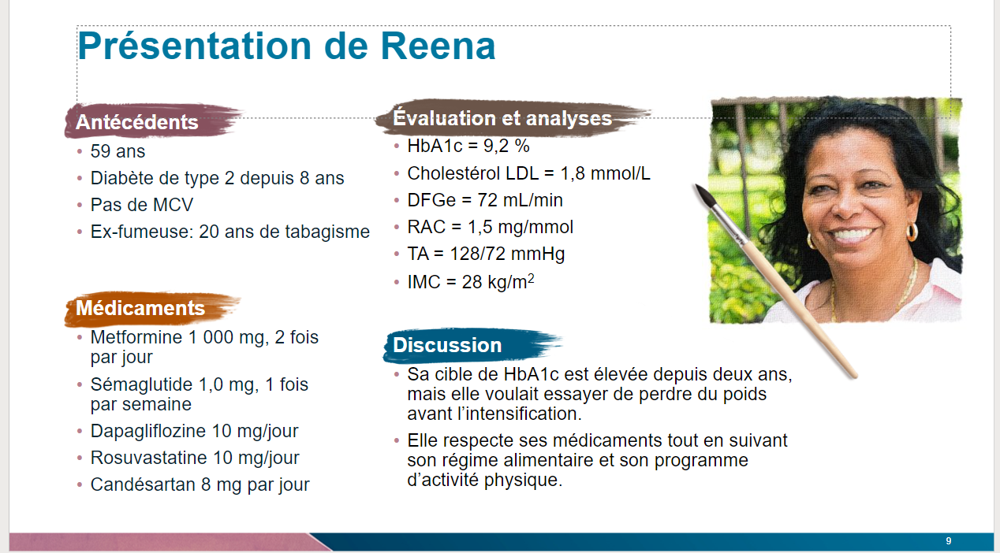 Présentation de Reena
Antécédents
• 59 ans
• Diabète de type 2 depuis 8 ans
• Pas de MCV
• Ex-fumeuse: 20 ans de tabagisme
Médicaments
• Metformine 1 000 mg, 2 fois
par jour
• Sémaglutide 1,0 mg, 1 fois
par semaine
• Dapagliflozine 10 mg/jour
• Rosuvastatine 10 mg/jour
• Candésartan 8 mg par jour
Évaluation et analyses
• HbA1c = 9,2 %
• Cholestérol LDL = 1,8 mmol/L
• DFGe = 72 mL/min
• RAC = 1,5 mg/mmol
• TA = 128/72 mmHg
• IMC = 28 kg/m²
Discussion
• Sa cible de HbA1c est élevée depuis deux ans,
mais elle voulait essayer de perdre du poids
avant l’intensification.
• Elle respecte ses médicaments tout en suivant
son régime alimentaire et son programme
d’activité physique.
9